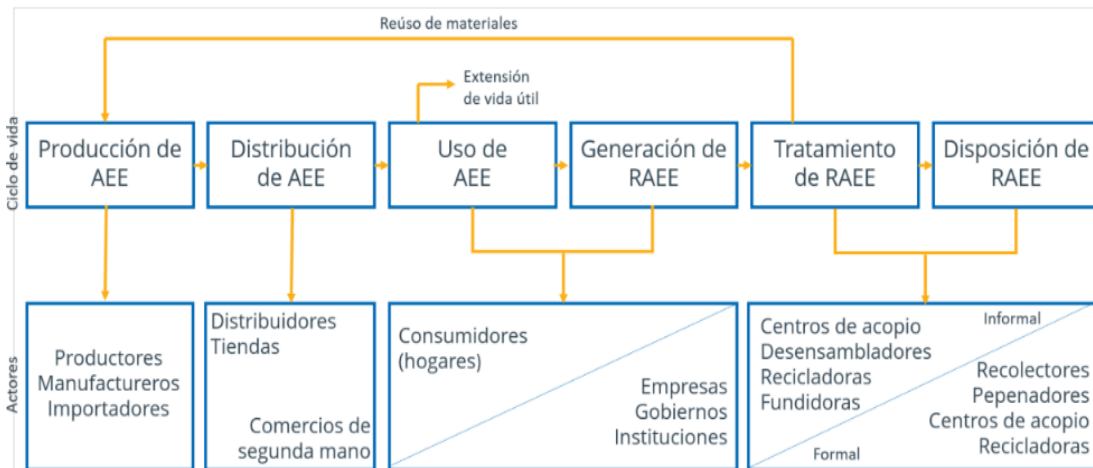 Reúso de materiales
Extensión
de vida útil
Ciclo de vida
Producción de
AEE
Distribución
de AEE
Uso de
AEE
Generación de
RAEE
Tratamiento
de RAEE
Disposición de
RAEE
Actores
Productores
Manufactureros
Importadores
Distribuidores
Tiendas
Comercios de
segunda mano
Consumidores
(hogares)
Empresas
Gobiernos
Instituciones
Centros de acopio
Desensambladores
Recicladoras
Fundidoras
Formal
Informal
Recolectores
Pepenadores
Centros de acopio
Recicladoras